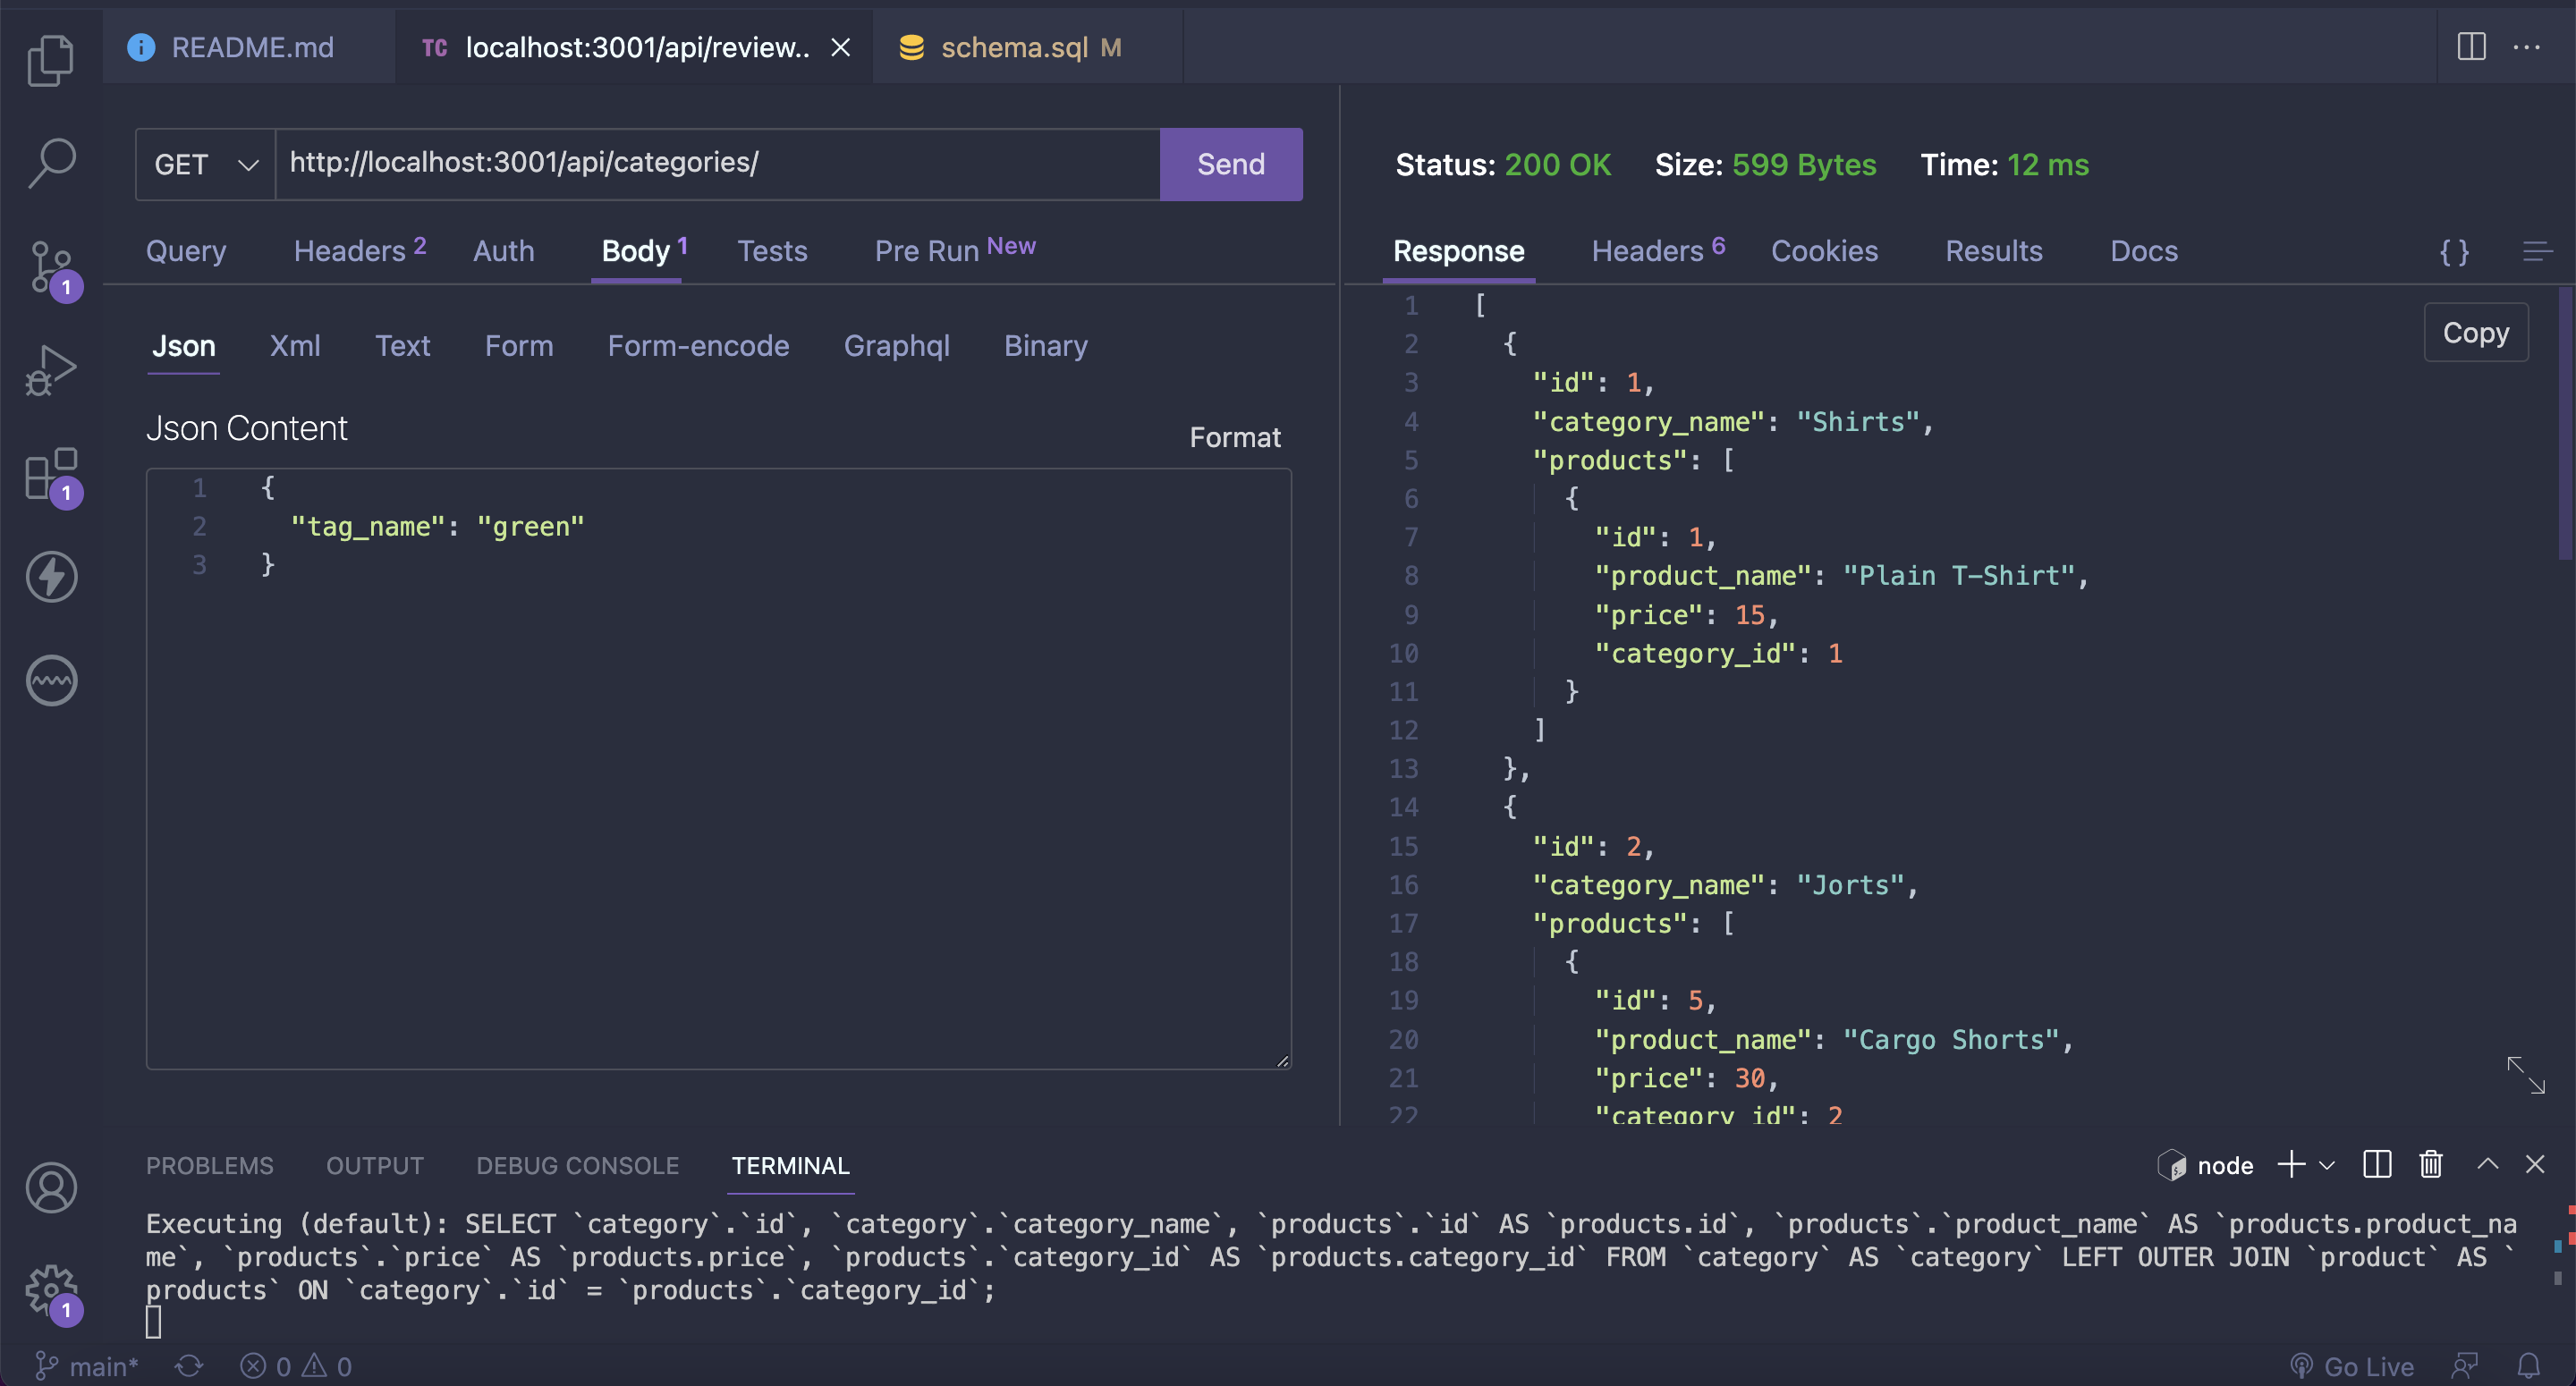 README.md
TC localhost:3001/api/review..
schema.sql M
GET http://localhost:3001/api/categories/ Send
Query Headers 2 Auth Body 1 Tests Pre Run New
Json Xml Text Form Form-encode Graphql Binary
Json Content
Format
1 {
2 "tag_name": "green"
3 }
Status: 200 OK Size: 599 Bytes Time: 12 ms
Response Headers 6 Cookies Results Docs { }
Copy
1 [
2 {
3 "id": 1,
4 "category_name": "Shirts",
5 "products": [
6 {
7 "id": 1,
8 "product_name": "Plain T-Shirt",
9 "price": 15,
10 "category_id": 1
11 }
12 ]
13 },
14 {
15 "id": 2,
16 "category_name": "Jorts",
17 "products": [
18 {
19 "id": 5,
20 "product_name": "Cargo Shorts",
21 "price": 30,
22 "category_id": 2
1
1
1
PROBLEMS OUTPUT DEBUG CONSOLE TERMINAL
node
Executing (default): SELECT `category`.`id`, `category`.`category_name`, `products`.`id` AS `products.id`, `products`.`product_name` AS `products.product_na
me`, `products`.`price` AS `products.price`, `products`.`category_id` AS `products.category_id` FROM `category` AS `category` LEFT OUTER JOIN `product` AS `
products` ON `category`.`id` = `products`.`category_id`;
main* 0 0
Go Live